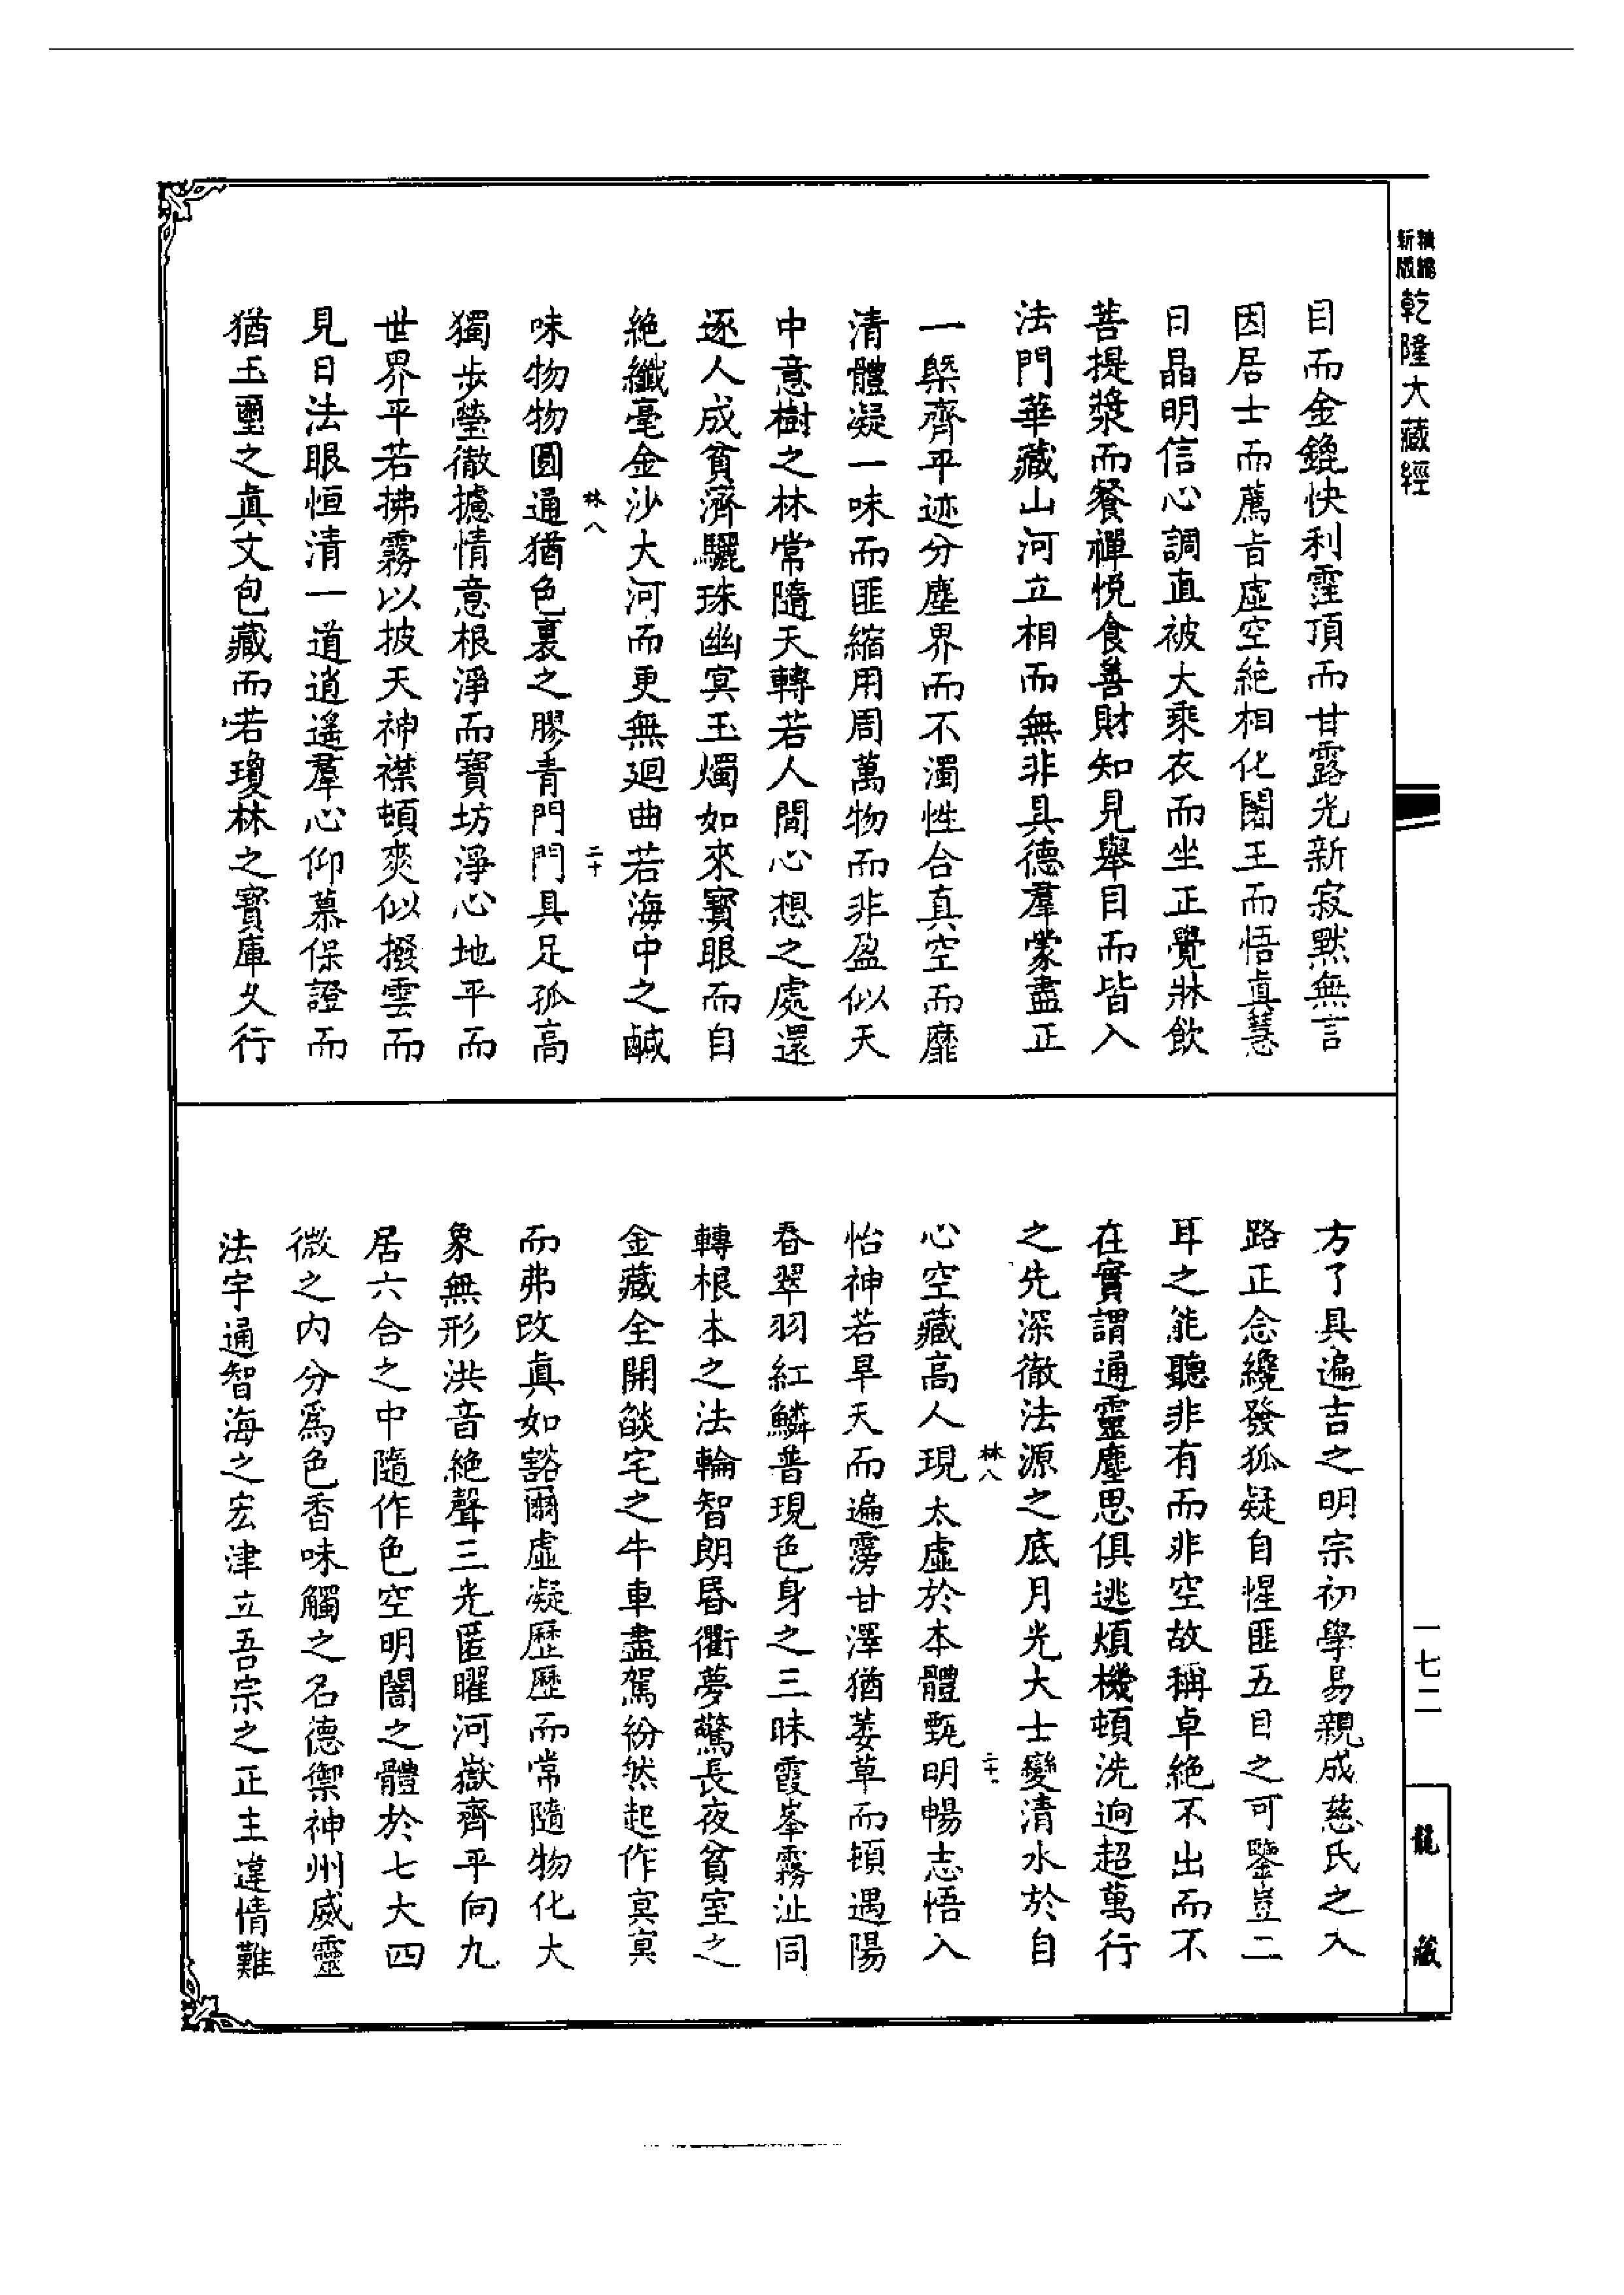 精編
新版
乾隆大藏經
目而金錍快利霔頂而甘露光新寂默無言
因居士而薦旨虛空絕相化闍王而悟眞慧
日晶明信心調直被大乘衣而坐正覺牀飲
菩提漿而餐禪悅食善財知見舉目而皆入
法門華藏山河立相而無非具德羣蒙盡正
一槩齊平迹分塵界而不濁性合真空而靡
清體凝一味而匪縮用周萬物而非盈似天
中意樹之林常隨天轉若人間心想之處還
逐人成貧濟驪珠幽冥玉燭如來寶眼而自
絕纖毫金沙大河而更無迴曲若海中之鹹
林八
二十
味物物圓通猶色裏之膠青門門具足孤高
獨步瑩徹攄情意根淨而寶坊淨心地平而
世界平若拂霧以披天神襟頓爽似撥雲而
見日法眼恒清一道逍遙羣心仰慕保證而
猶玉璽之眞文包藏而若瓊林之寶庫久行
方了具遍吉之明宗初學易親成慈氏之入
路正念纔發狐疑自惺匪五目之可鑒豈二
耳之能聽非有而非空故稱卓絕不出而不
在實謂通靈塵思俱逃煩機頓洗逈超萬行
之先深徹法源之底月光大士變清水於自
林八
二十一
心空藏高人現太虛於本體甄明暢志悟入
怡神若旱天而遍霶甘澤猶萎草而頓遇陽
春翠羽紅鱗普現色身之三昧霞峯霧沚同
轉根本之法輪智朗昬衢夢驚長夜貧室之
金藏全開燄宅之牛車盡駕紛然起作冥冥
而弗改眞如豁爾虛凝歷歷而常隨物化大
象無形洪音絕聲三光匿曜河嶽齊平向九
居六合之中隨作色空明闇之體於七大四
微之內分爲色香味觸之名德禦神州威靈
法宇通智海之宏津立吾宗之正主違情難
一七二
龍藏